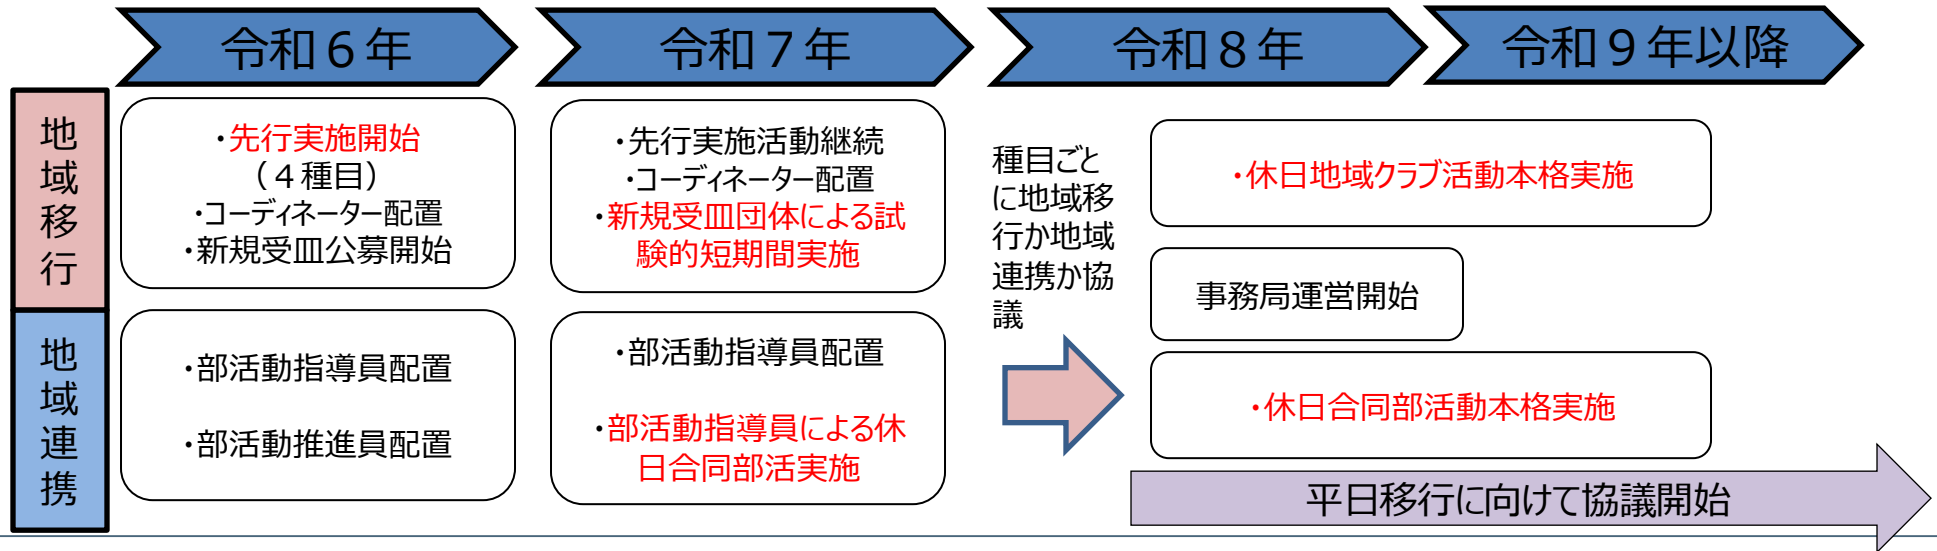 令和６年
令和７年
令和８年
令和９年以降
地域移行
・先行実施開始
（４種目）
・コーディネーター配置
・新規受皿公募開始
・先行実施活動継続
・コーディネーター配置
・新規受皿団体による試
験的短期間実施
種目ごと
に地域移
行か地域
連携か協
議
・休日地域クラブ活動本格実施
事務局運営開始
地域連携
・部活動指導員配置
・部活動推進員配置
・部活動指導員配置
・部活動指導員による休
日合同部活実施
・休日合同部活動本格実施
平日移行に向けて協議開始